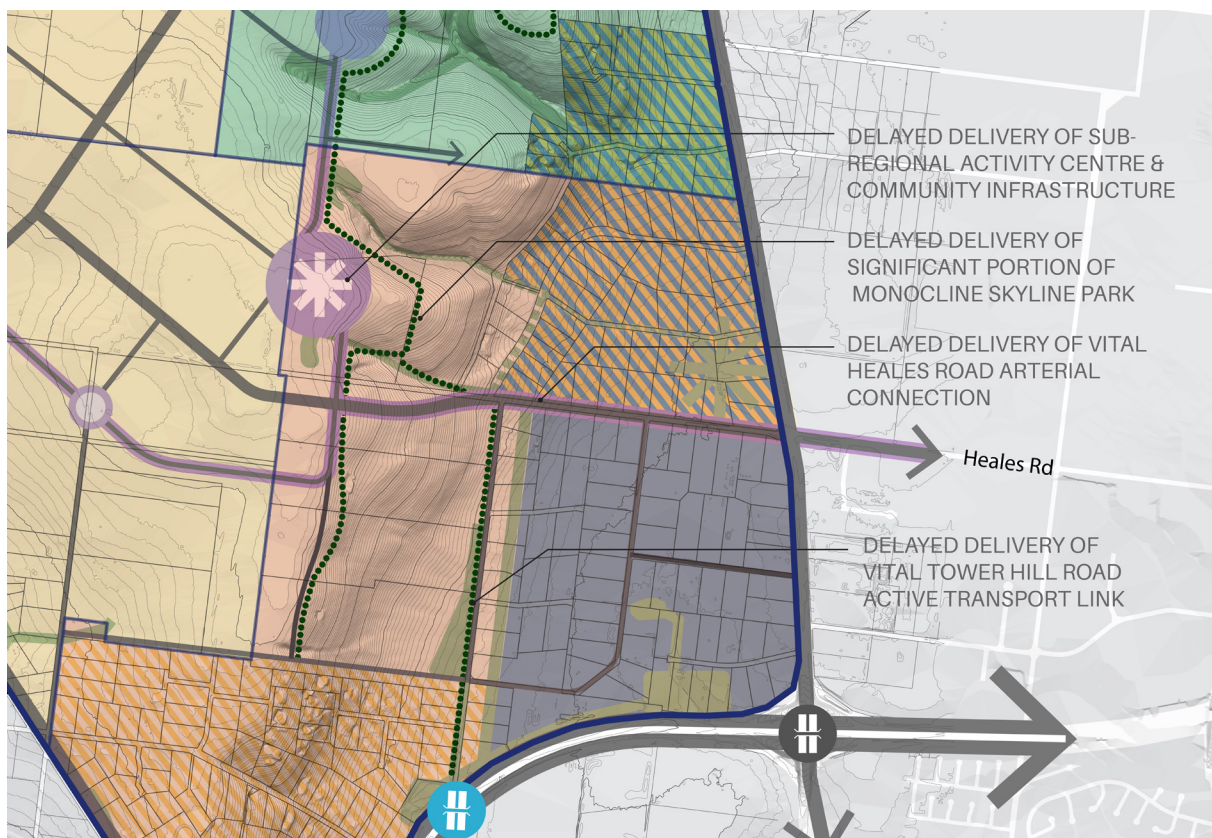 DELAYED DELIVERY OF SUB-
REGIONAL ACTIVITY CENTRE &
COMMUNITY INFRASTRUCTURE
DELAYED DELIVERY OF
SIGNIFICANT PORTION OF
MONOCLINE SKYLINE PARK
DELAYED DELIVERY OF VITAL
HEALES ROAD ARTERIAL
CONNECTION
Heales Rd
DELAYED DELIVERY OF
VITAL TOWER HILL ROAD
ACTIVE TRANSPORT LINK